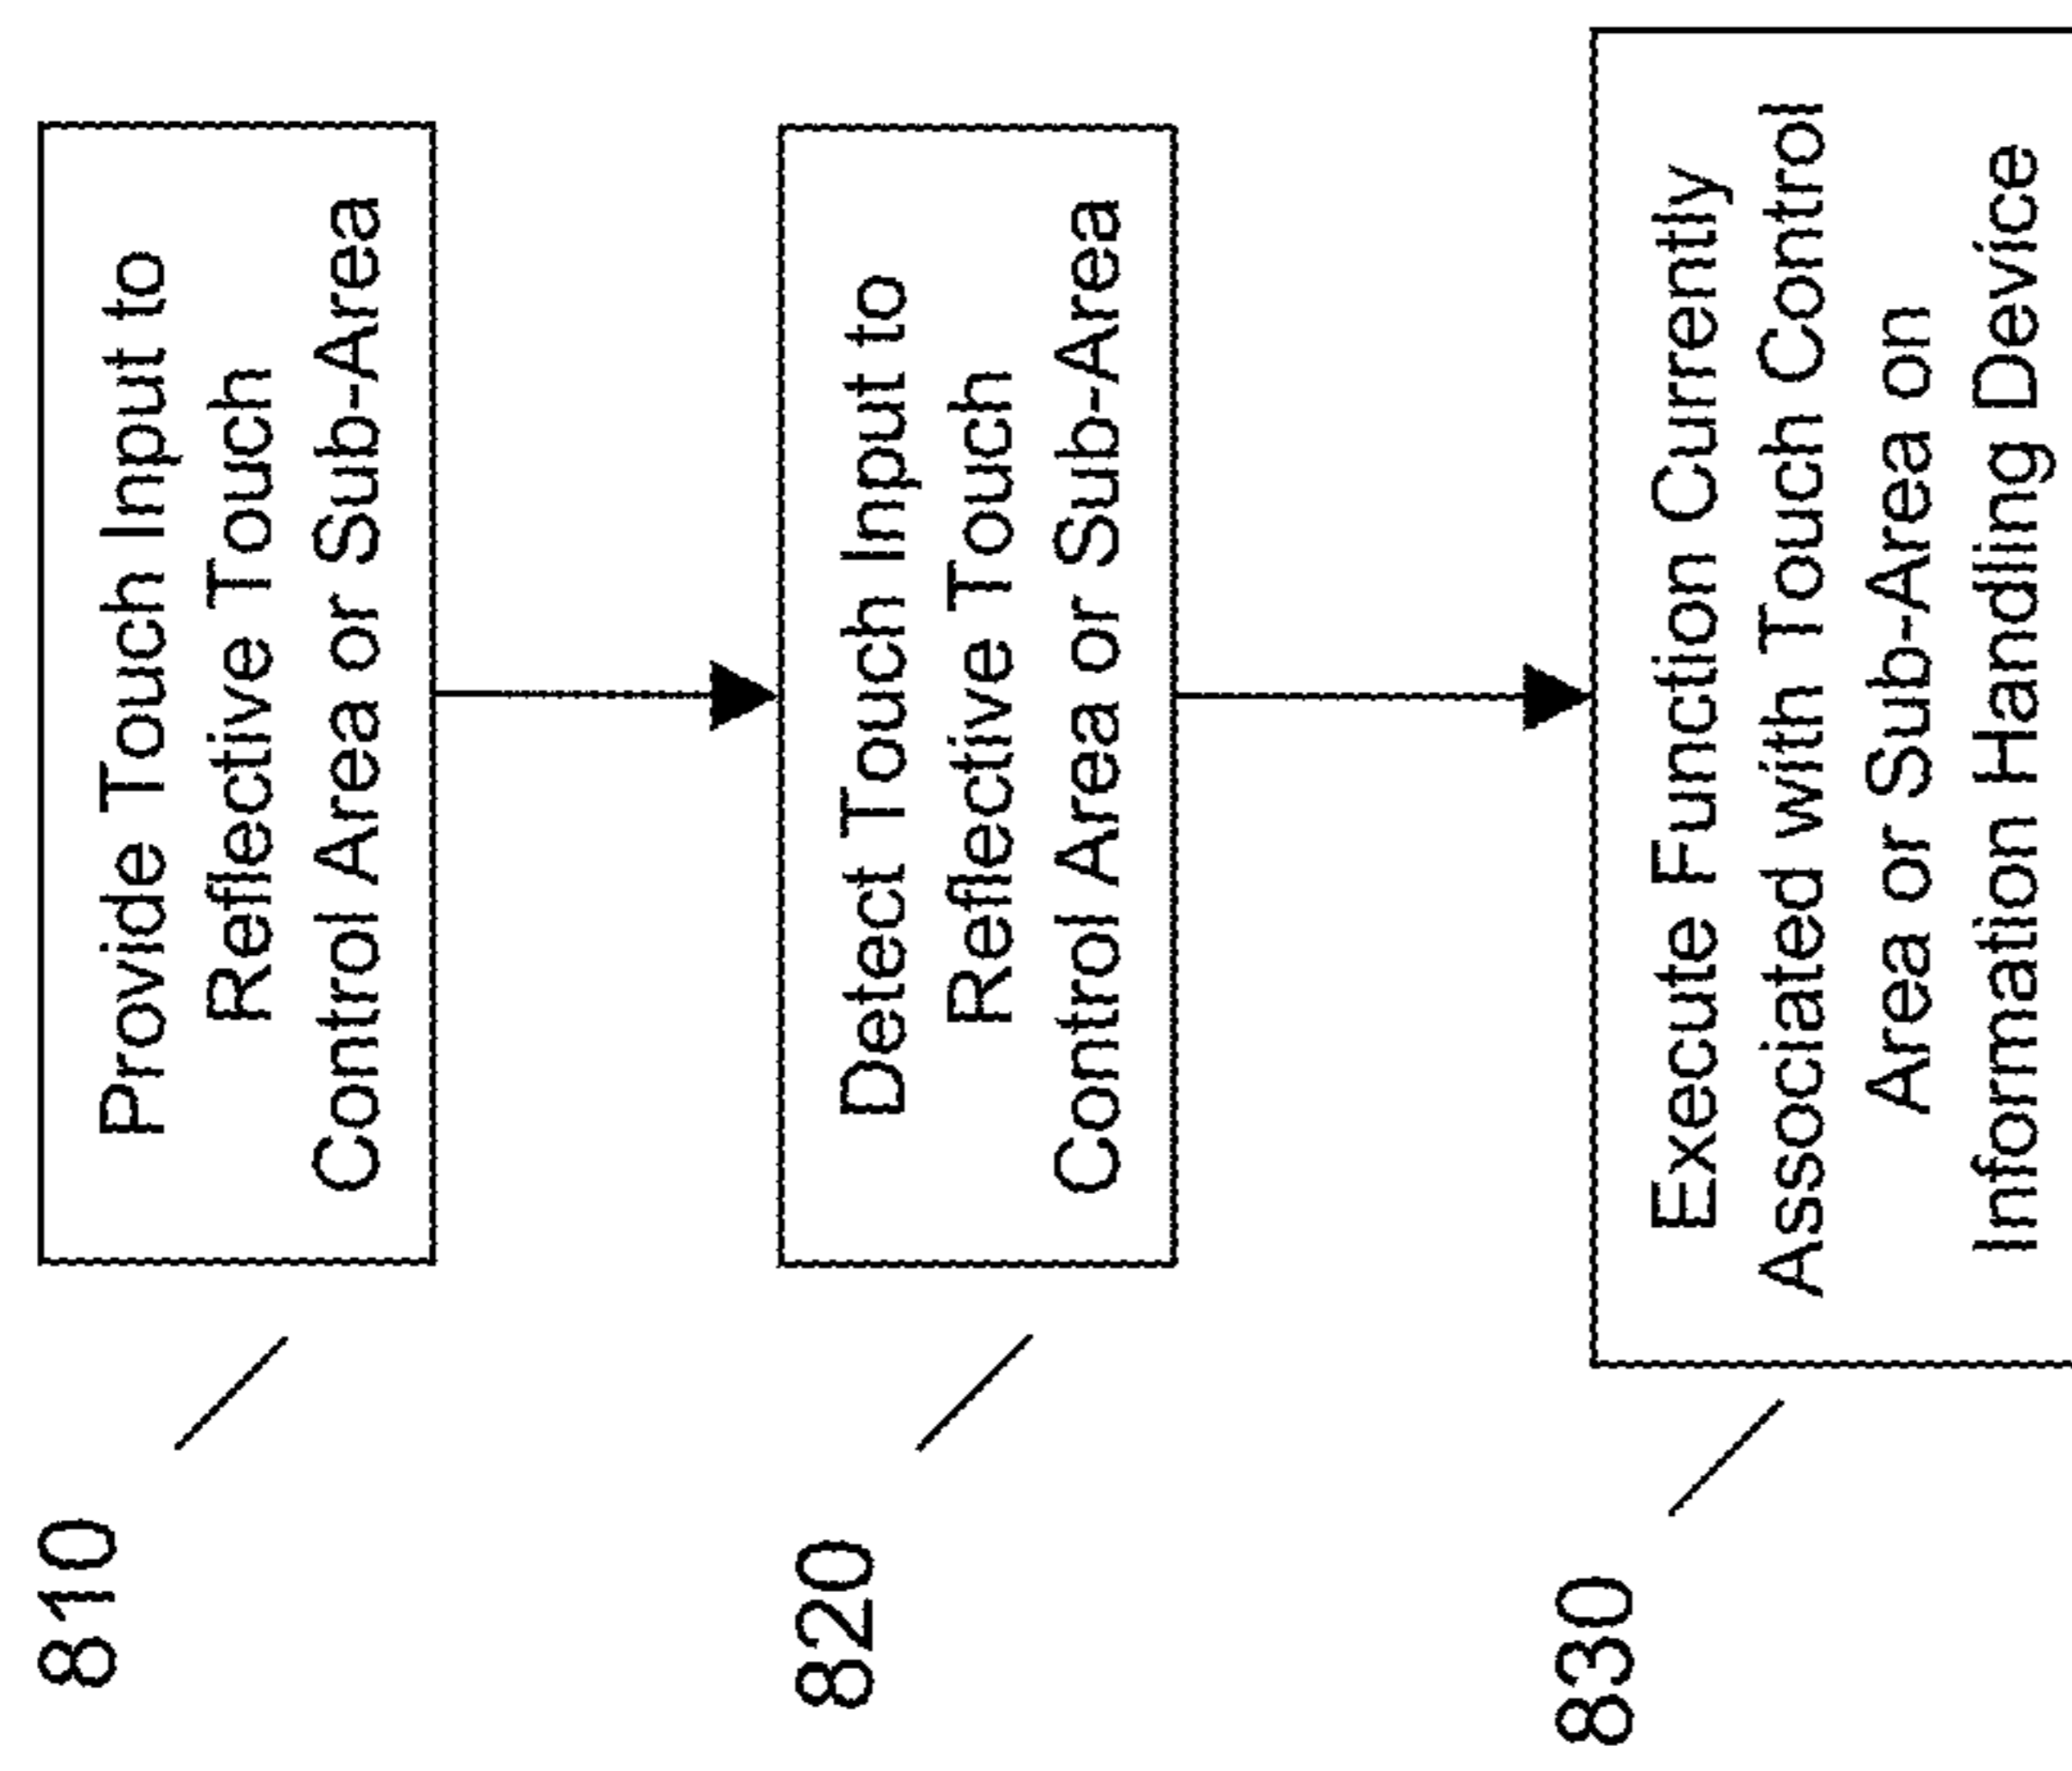 810
Provide Touch Input to
Reflective Touch
Control Area or Sub-Area
820
Detect Touch Input to
Reflective Touch
Control Area or Sub-Area
830
Execute Function Currently
Associated with Touch Control
Area or Sub-Area on
Information Handling Device